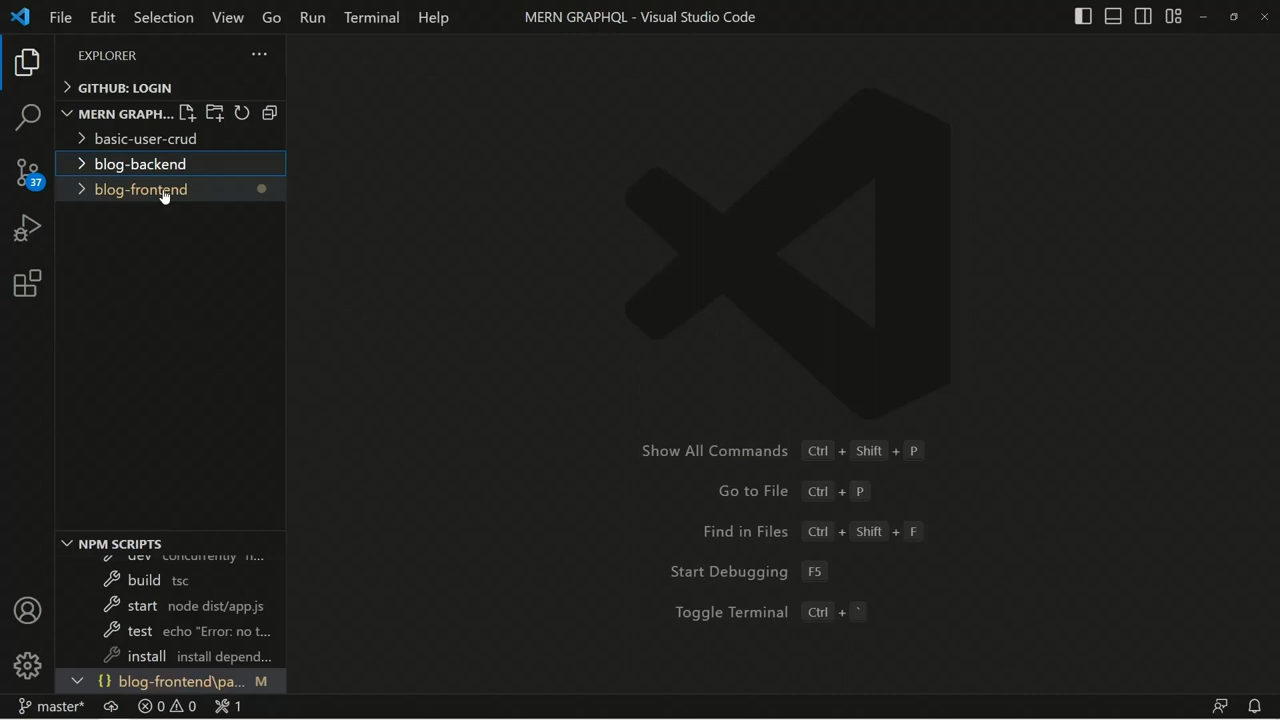 File Edit Selection View Go Run Terminal Help MERN GRAPHQL - Visual Studio Code
EXPLORER
GITHUB: LOGIN
MERN GRAPH...
basic-user-crud
blog-backend
37
blog-frontend
Show All Commands Ctrl + Shift + P
Go to File Ctrl + P
Find in Files Ctrl + Shift + F
Start Debugging F5
Toggle Terminal Ctrl + `
NPM SCRIPTS
dev concurrently "n...
build tsc
start node dist/app.js
test echo "Error: no t...
install install depend...
{} blog-frontend\pa... M
master* 0 0 1